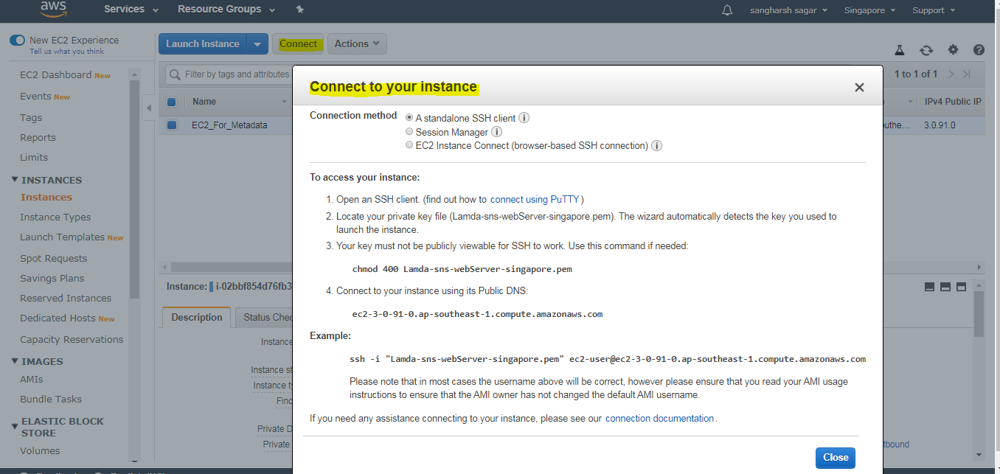 aws
Services
Resource Groups
sangharsh sagar
Singapore
Support
New EC2 Experience
Tell us what you think
Launch Instance
Connect
Actions
EC2 Dashboard New
Events New
Tags
Reports
Limits
INSTANCES
Instances
Instance Types
Launch Templates New
Spot Requests
Savings Plans
Reserved Instances
Dedicated Hosts New
Capacity Reservations
IMAGES
AMIs
Bundle Tasks
ELASTIC BLOCK
STORE
Volumes
Filter by tags and attributes
1 to 1 of 1
Name
IPv4 Public IP
EC2_For_Metadata
outhe...
3.0.91.0
Instance:
i-02bbf854d76fb3
Description
Status Chec
Instance
Instance st
Instance ty
Find
Private D
Private
tbound
Connect to your instance
Connection method
A standalone SSH client
Session Manager
EC2 Instance Connect (browser-based SSH connection)
To access your instance:
1. Open an SSH client. (find out how to connect using PuTTY)
2. Locate your private key file (Lamda-sns-webServer-singapore.pem). The wizard automatically detects the key you used to
launch the instance.
3. Your key must not be publicly viewable for SSH to work. Use this command if needed:
chmod 400 Lamda-sns-webServer-singapore.pem
4. Connect to your instance using its Public DNS:
ec2-3-0-91-0.ap-southeast-1.compute.amazonaws.com
Example:
ssh -i "Lamda-sns-webServer-singapore.pem" ec2-user@ec2-3-0-91-0.ap-southeast-1.compute.amazonaws.com
Please note that in most cases the username above will be correct, however please ensure that you read your AMI usage
instructions to ensure that the AMI owner has not changed the default AMI username.
If you need any assistance connecting to your instance, please see our connection documentation.
Close